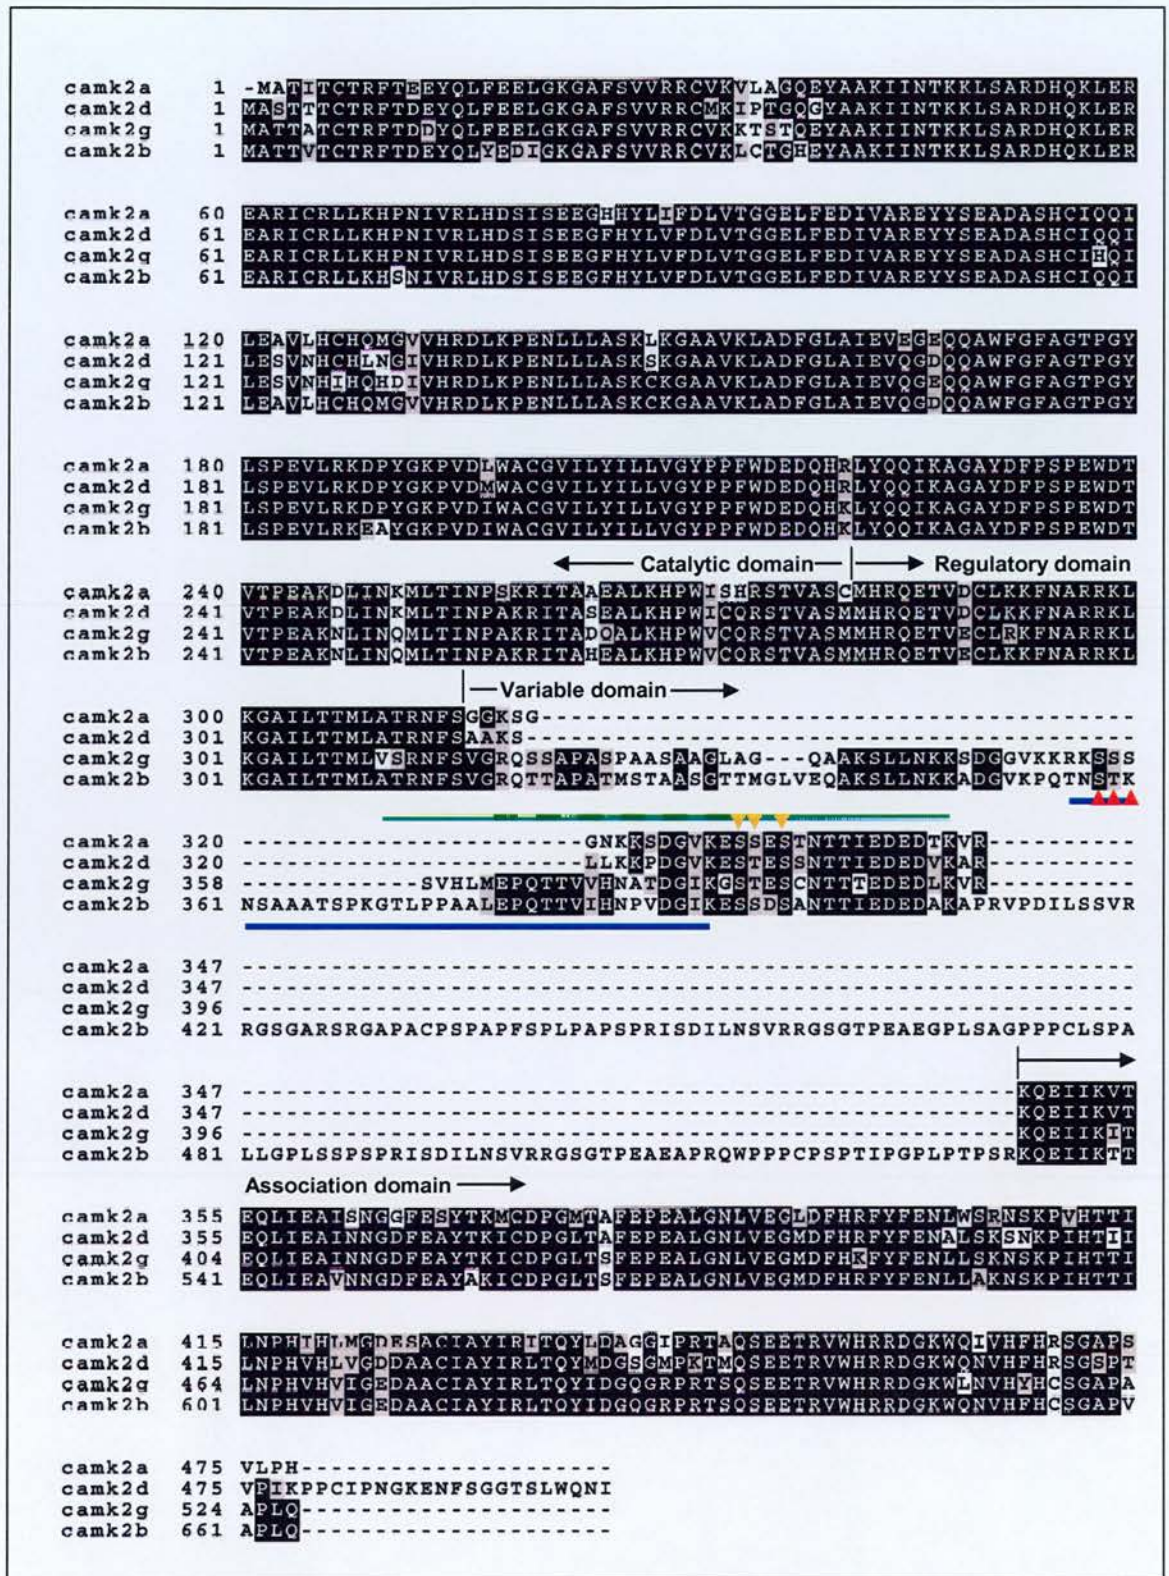 camk2a 1 -MATITCTRFTEEYQLFEELGKGAFSVVRRCVKVLAGQEYAAKIINTKKLSARDHQKLER
camk2d 1 MASTTTCTRFTDEYQLFEELGKGAFSVVRRCMKIPTGQGYAAKIINTKKLSARDHQKLER
camk2g 1 MATTATCTRFTDDYQLFEELGKGAFSVVRRCVKKTSTQEYAAKIINTKKLSARDHQKLER
camk2b 1 MATTVTCTRFTDEYQLYEDIGKGAFSVVRRCVKLCTGHEYAAKIINTKKLSARDHQKLER
camk2a 60 EARICRLLKHPNIVRLHDSISEEGHHYLIFDLVTGGELFEDIVAREYYSEADASHCIQQI
camk2d 61 EARICRLLKHPNIVRLHDSISEEGFHYLVFDLVTGGELFEDIVAREYYSEADASHCIQQI
camk2g 61 EARICRLLKHPNIVRLHDSISEEGFHYLVFDLVTGGELFEDIVAREYYSEADASHCIHQI
camk2b 61 EARICRLLKHSNIVRLHDSISEEGFHYLVFDLVTGGELFEDIVAREYYSEADASHCIQQI
camk2a 120 LEAVLHCHQMGVVHRDLKPENLLLASKLKGAAVKLADFGLAIEVEGEQQAWFGFAGTPGY
camk2d 121 LESVNHCHLNGIVHRDLKPENLLLASKSKGAAVKLADFGLAIEVQGDQQAWFGFAGTPGY
camk2g 121 LESVNHIHQHDIVHRDLKPENLLLASKCKGAAVKLADFGLAIEVQGEQQAWFGFAGTPGY
camk2b 121 LEAVLHCHQMGVVHRDLKPENLLLASKCKGAAVKLADFGLAIEVQGDQQAWFGFAGTPGY
camk2a 180 LSPEVLRKDPYGKPVDLWACGVILYILLVGYPPFWDEDQHRLYQQIKAGAYDFPSPEWDT
camk2d 181 LSPEVLRKDPYGKPVDMWACGVILYILLVGYPPFWDEDQHRLYQQIKAGAYDFPSPEWDT
camk2g 181 LSPEVLRKDPYGKPVDIWACGVILYILLVGYPPFWDEDQHKLYQQIKAGAYDFPSPEWDT
camk2b 181 LSPEVLRKEAYGKPVDIWACGVILYILLVGYPPFWDEDQHKLYQQIKAGAYDFPSPEWDT
Catalytic domain Regulatory domain
camk2a 240 VTPEAKDLINKMLTINPSKRITAAEALKHPWISHRSTVASCMHRQETVDCLKKFNARRKL
camk2d 241 VTPEAKDLINKMLTINPAKRITASEALKHPWICQRSTVASMMHRQETVDCLKKFNARRKL
camk2g 241 VTPEAKNLINQMLTINPAKRITADQALKHPWVCQRSTVASMMHRQETVECLRKFNARRKL
camk2b 241 VTPEAKNLINQMLTINPAKRITAHEALKHPWVCQRSTVASMMHRQETVECLKKFNARRKL
Variable domain
camk2a 300 KGAILTTMLATRNFSGGKSG----------------------------------------
camk2d 301 KGAILTTMLATRNFSAAKS-----------------------------------------
camk2g 301 KGAILTTMLVSRNFSVGRQSSAPASPAASAAGLAG---QAAKSLLNKKSDGGVKKRKSSS
camk2b 301 KGAILTTMLATRNFSVGRQTTAPATMSTAASGTTMGLVEQAKSLLNKKADGVKPQTNSTK
camk2a 320 -----------------------GNKKSDGVKESSESTNTTIEDEDTKVR----------
camk2d 320 -----------------------LLKKPDGVKESTESSNTTIEDEDVKAR----------
camk2g 358 ------------SVHLMEPQTTVVHNATDGIKGSTESCNTTTEDEDLKVR----------
camk2b 361 NSAAATSPKGTLPPAALEPQTTVIHNPVDGIKESSDSANTTIEDEDAKAPRVPDILSSVR
camk2a 347 ------------------------------------------------------------
camk2d 347 ------------------------------------------------------------
camk2g 396 ------------------------------------------------------------
camk2b 421 RGSGARSRGAPACPSPAPFSPLPAPSPRISDILNSVRRGSGTPEAEGPLSAGPPPCLSPA
camk2a 347 ----------------------------------------------------KQEIIKVT
camk2d 347 ----------------------------------------------------KQEIIKVT
camk2g 396 ----------------------------------------------------KQEIIKIT
camk2b 481 LLGPLSSPSPRISDILNSVRRGSGTPEAEAPRQWPPPCPSPTIPGPLPTPSRKQEIIKTT
Association domain
camk2a 355 EQLIEAISNGGFESYTKMCDPGMTAFEPEALGNLVEGLDFHRFYFENLWSRNSKPVHTTI
camk2d 355 EQLIEAINNGDFEAYTKICDPGLTAFEPEALGNLVEGMDFHRFYFENALSKSNKPIHTII
camk2g 404 EQLIEAINNGDFEAYTKICDPGLTSFEPEALGNLVEGMDFHKFYFENLLSKNSKPIHTTI
camk2b 541 EQLIEAVNNGDFEAYAKICDPGLTSFEPEALGNLVEGMDFHRFYFENLLAKNSKPIHTTI
camk2a 415 LNPHIHLMGDESACIAYIRITQYLDAGGIPRTAQSEETRVWHRRDGKWQIVHFHRSGAPS
camk2d 415 LNPHVHLVGDDAACIAYIRLTQYMDGSGMPKTMQSEETRVWHRRDGKWQNVHFHRSGSPT
camk2g 464 LNPHVHVIGEDAACIAYIRLTQYIDGQGRPRTSQSEETRVWHRRDGKWLNVHYHCSGAPA
camk2b 601 LNPHVHVIGEDAACIAYIRLTQYIDGQGRPRTSQSEETRVWHRRDGKWQNVHFHCSGAPV
camk2a 475 VLPH---------------------
camk2d 475 VPIKPPCIPNGKENFSGGTSLWQNI
camk2g 524 APLQ---------------------
camk2b 661 APLQ---------------------